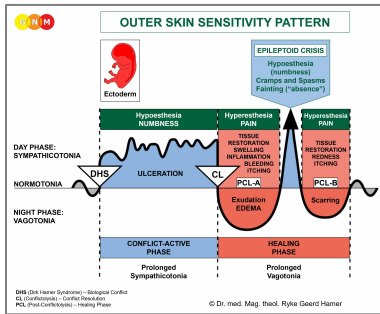 GNM
OUTER SKIN SENSITIVITY PATTERN
Ectoderm
EPILEPTOID CRISIS
Hypoesthesia
(numbness)
Cramps and Spasms
Fainting ("absence")
Hypoesthesia
NUMBNESS
Hyperesthesia
PAIN
Hyperesthesia
PAIN
DAY PHASE:
SYMPATHICOTONIA
TISSUE
RESTORATION
SWELLING
INFLAMMATION
BLEEDING
ITCHING
TISSUE
RESTORATION
REDNESS
ITCHING
DHS
ULCERATION
CL
PCL-A
PCL-B
NORMOTONIA
NIGHT PHASE:
VAGOTONIA
Exudation
EDEMA
Scarring
CONFLICT-ACTIVE
PHASE
HEALING
PHASE
Prolonged
Sympathicotonia
Prolonged
Vagotonia
DHS (Dirk Hamer Syndrome) – Biological Conflict
CL (Conflictolysis) – Conflict Resolution
PCL (Post-Conflictolysis) – Healing Phase
© Dr. med. Mag. theol. Ryke Geerd Hamer